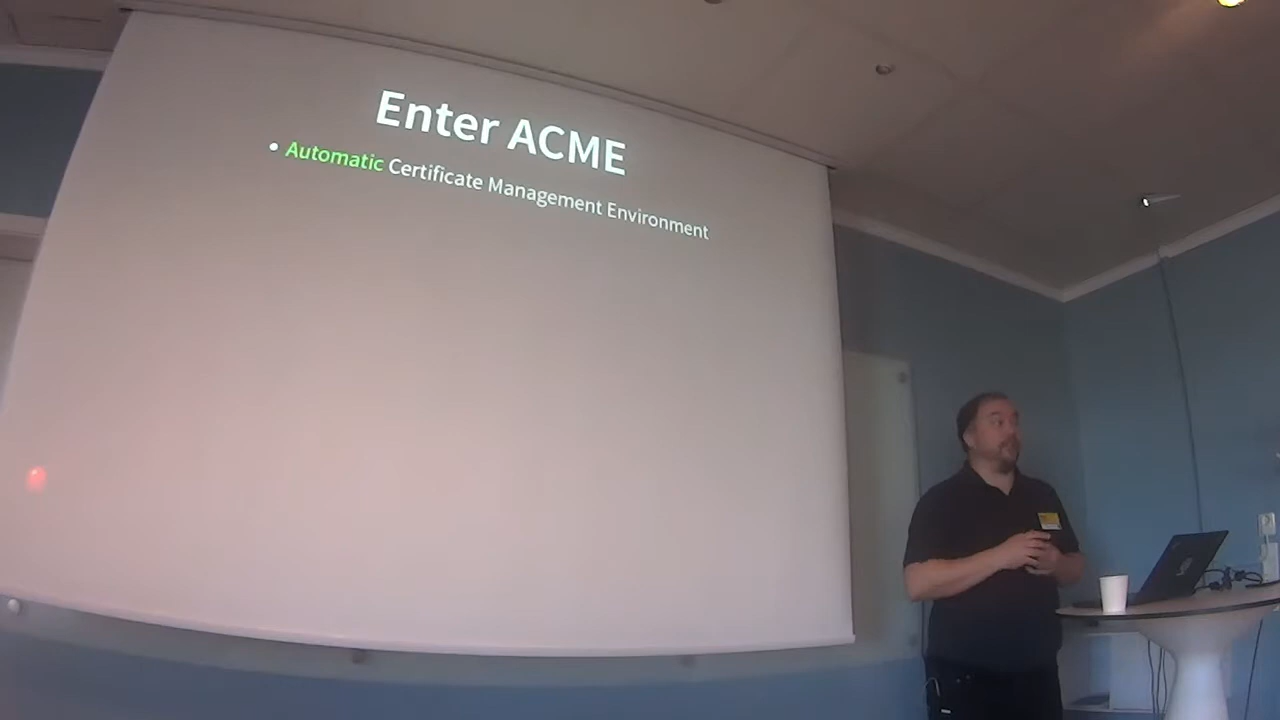 Enter ACME
• Automatic Certificate Management Environment